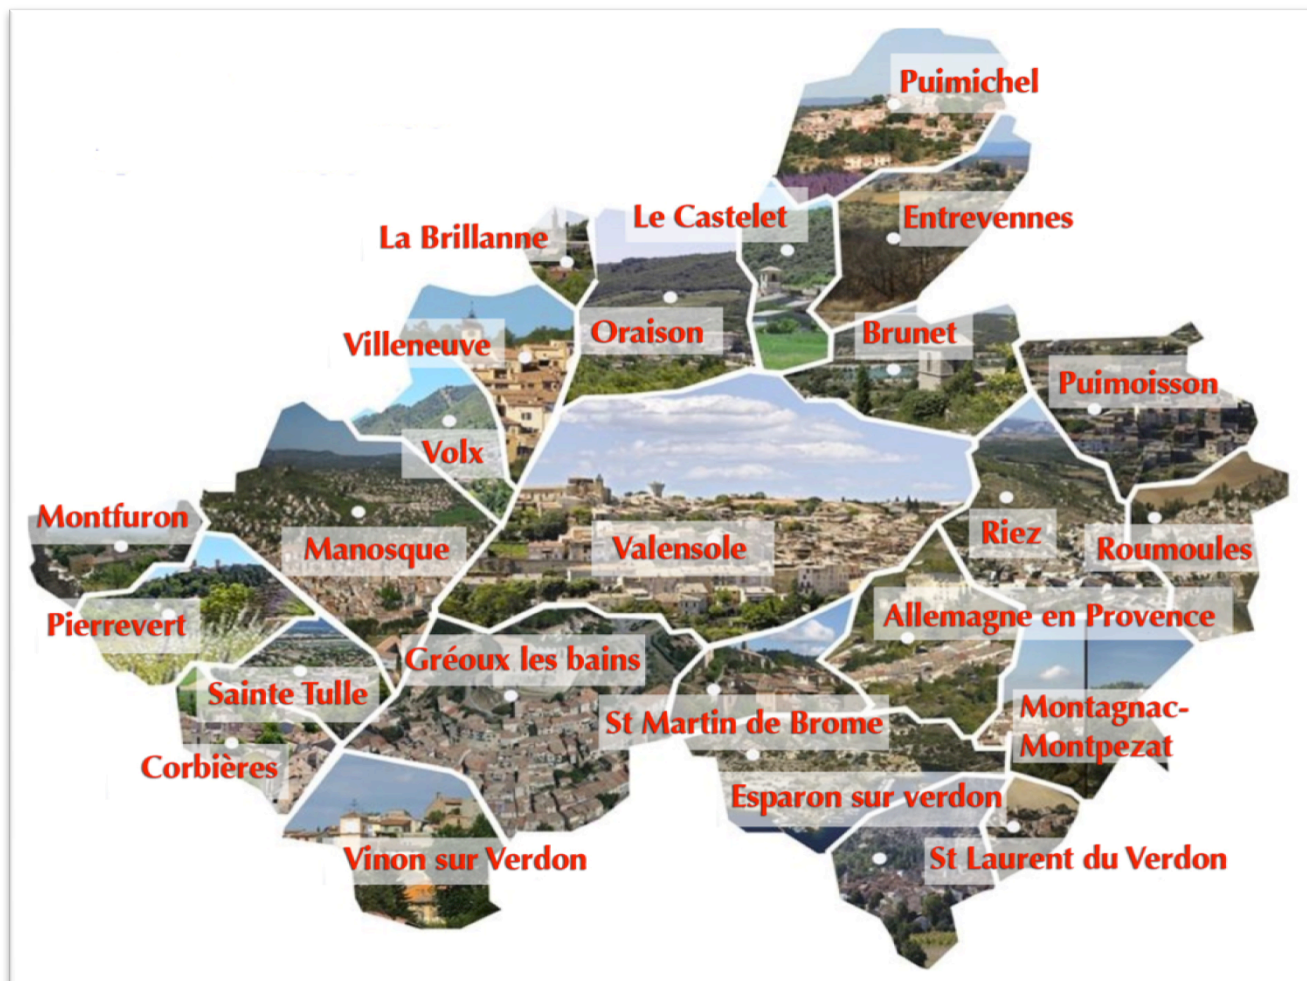 Puimichel
Le Castelet
Entrevennes
La Brillanne
Oraison
Brunet
Villeneuve
Puimoisson
Volx
Montfuron
Manosque
Valensole
Riez
Roumoules
Pierrevert
Allemagne en Provence
Gréoux les bains
Sainte Tulle
St Martin de Brome
Montagnac-
Montpezat
Corbières
Esparon sur verdon
Vinon sur Verdon
St Laurent du Verdon